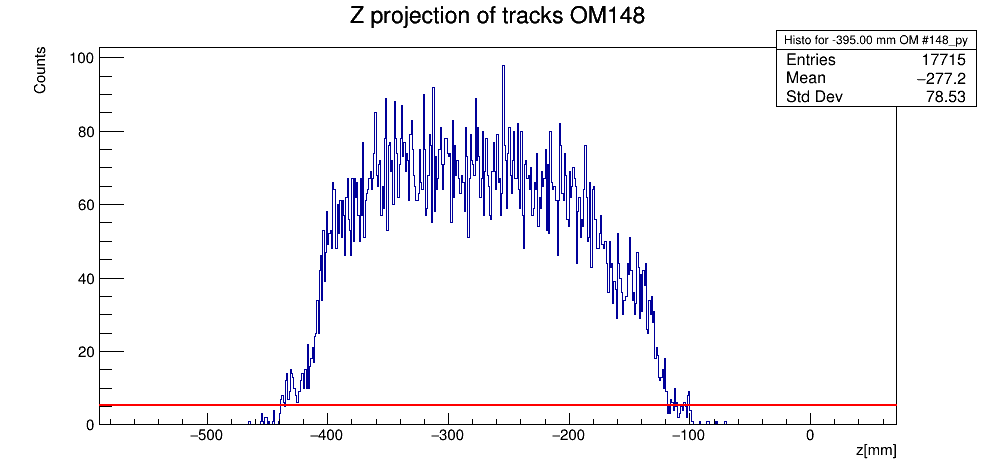 Z projection of tracks OM148
Histo for -395.00 mm OM #148_py
Entries 17715
Mean −277.2
Std Dev 78.53
Counts
100
80
60
40
20
0
−500 −400 −300 −200 −100 0
z[mm]